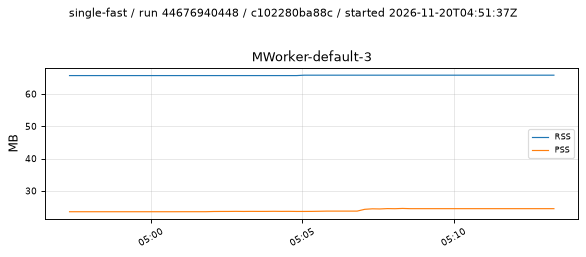 single-fast / run 44676940448 / c102280ba88c / started 2026-11-20T04:51:37Z
MWorker-default-3
MB
60
50
40
30
RSS
PSS
05:00
05:05
05:10